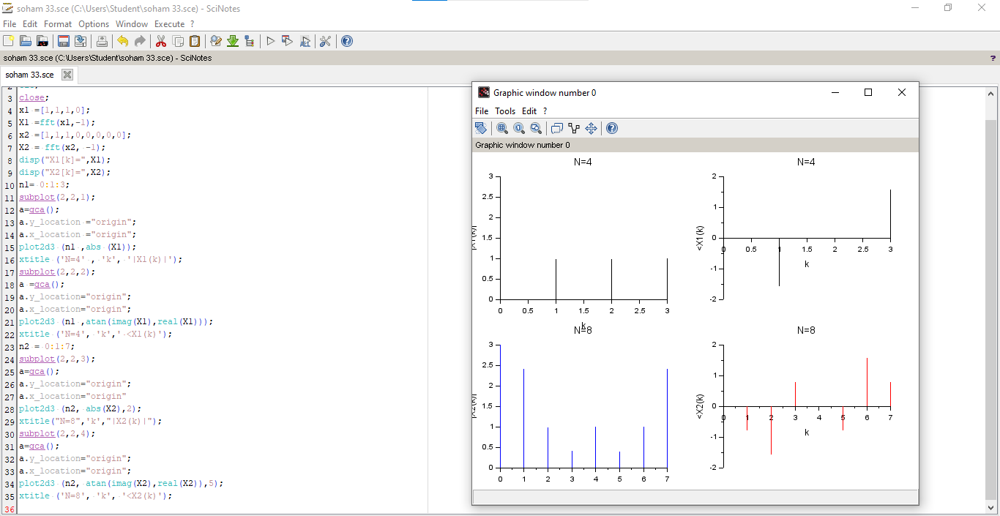 soham 33.sce (C:\Users\Student\soham 33.sce) - SciNotes
File Edit Format Options Window Execute ?
soham 33.sce (C:\Users\Student\soham 33.sce) - SciNotes ?
soham 33.sce
2
3 close;
4 x1 =[1,1,1,0];
5 X1 =fft(x1,-1);
6 x2 =[1,1,1,0,0,0,0,0];
7 X2 = fft(x2, -1);
8 disp("X1[k]=",X1);
9 disp("X2[k]=",X2);
10 n1= 0:1:3;
11 subplot(2,2,1);
12 a=gca();
13 a.y_location ="origin";
14 a.x_location ="origin";
15 plot2d3 (n1 ,abs (X1));
16 xtitle ('N=4' , 'k', '|X1(k)|');
17 subplot(2,2,2);
18 a =gca();
19 a.y_location="origin";
20 a.x_location="origin";
21 plot2d3 (n1 ,atan(imag(X1),real(X1)));
22 xtitle ('N=4', 'k',' <X1(k)');
23 n2 = 0:1:7;
24 subplot(2,2,3);
25 a=gca();
26 a.y_location="origin";
27 a.x_location="origin"
28 plot2d3 (n2, abs(X2),2);
29 xtitle("N=8",'k',"|X2(k)|");
30 subplot(2,2,4);
31 a=gca();
32 a.y_location="origin";
33 a.x_location="origin";
34 plot2d3 (n2, atan(imag(X2),real(X2)),5);
35 xtitle ('N=8', 'k', '<X2(k)');
36
Graphic window number 0
File Tools Edit ?
Graphic window number 0
N=4
3
2.5
2
1.5
1
0.5
0
0 0.5 1 1.5 2 2.5 3
|X1(k)|
k
N=4
2
1
0
-1
-2
0 0.5 1 1.5 2 2.5 3
<X1(k)
k
N=8
3
2.5
2
1.5
1
0.5
0
0 1 2 3 4 5 6 7
|X2(k)|
N=8
2
1
0
-1
-2
0 1 2 3 4 5 6 7
<X2(k)
k